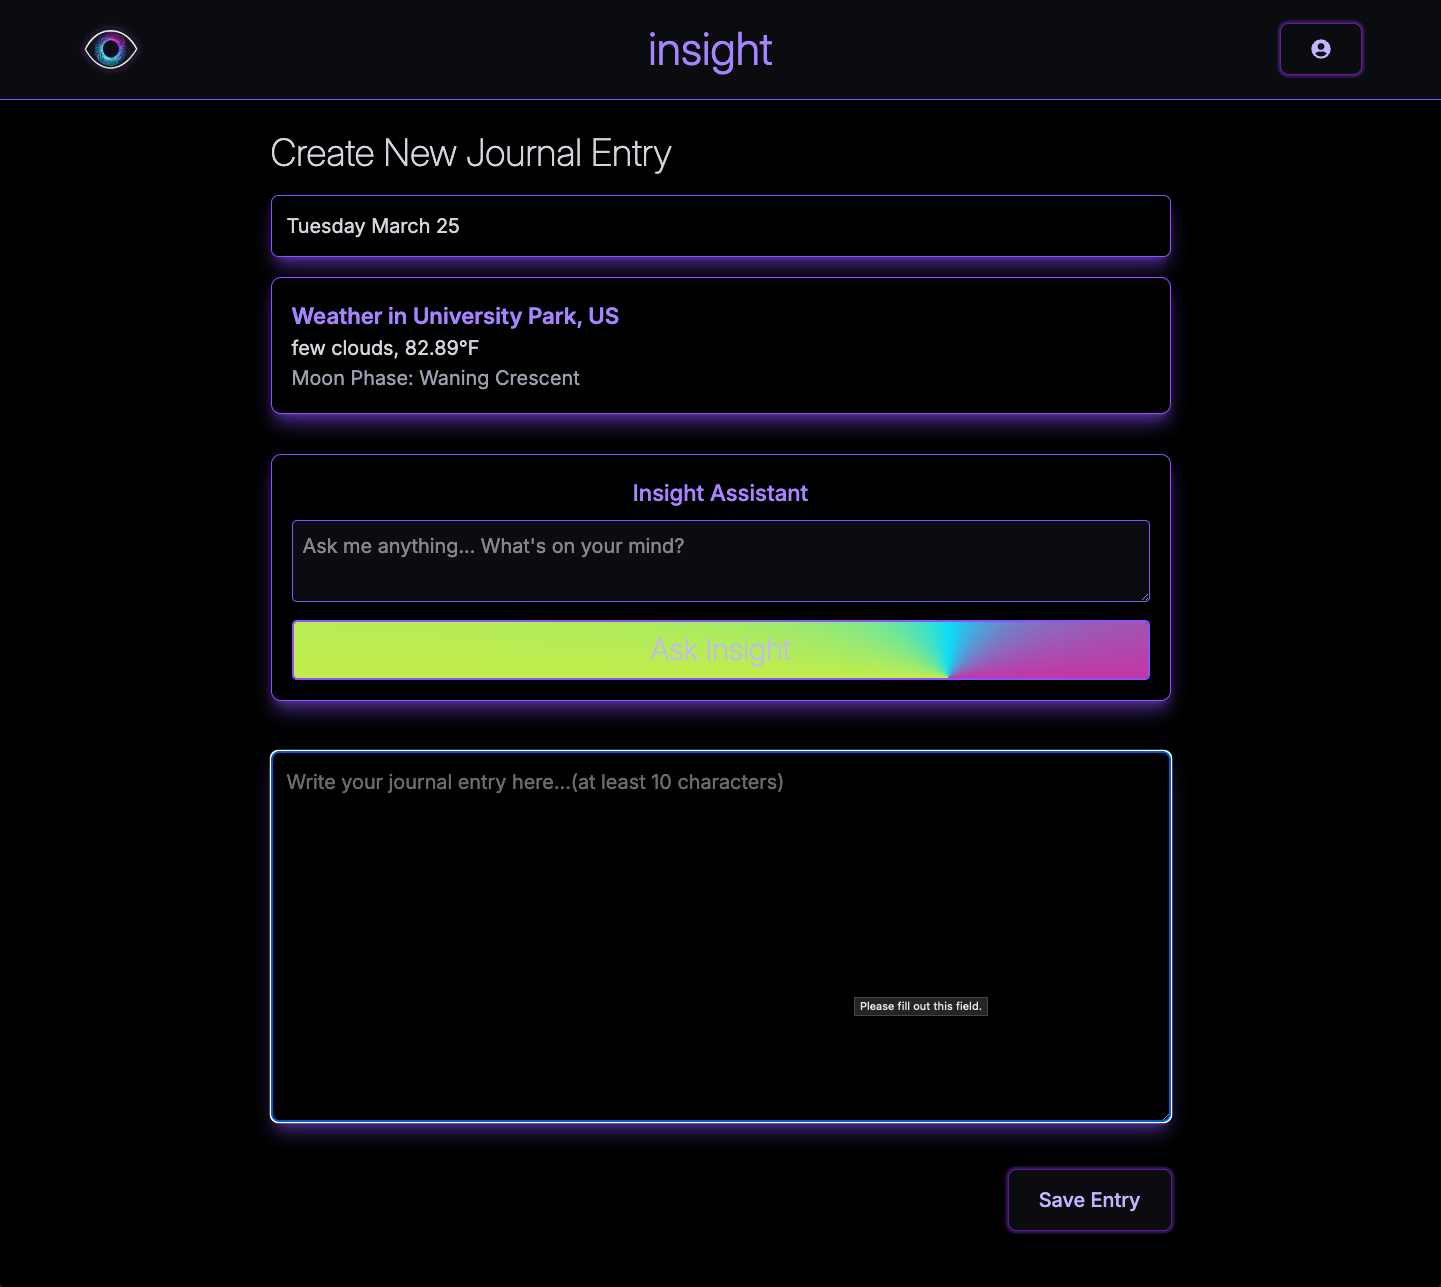 insight
Create New Journal Entry
Tuesday March 25
Weather in University Park, US
few clouds, 82.89°F
Moon Phase: Waning Crescent
Insight Assistant
Ask me anything... What's on your mind?
Ask Insight
Write your journal entry here...(at least 10 characters)
Please fill out this field.
Save Entry